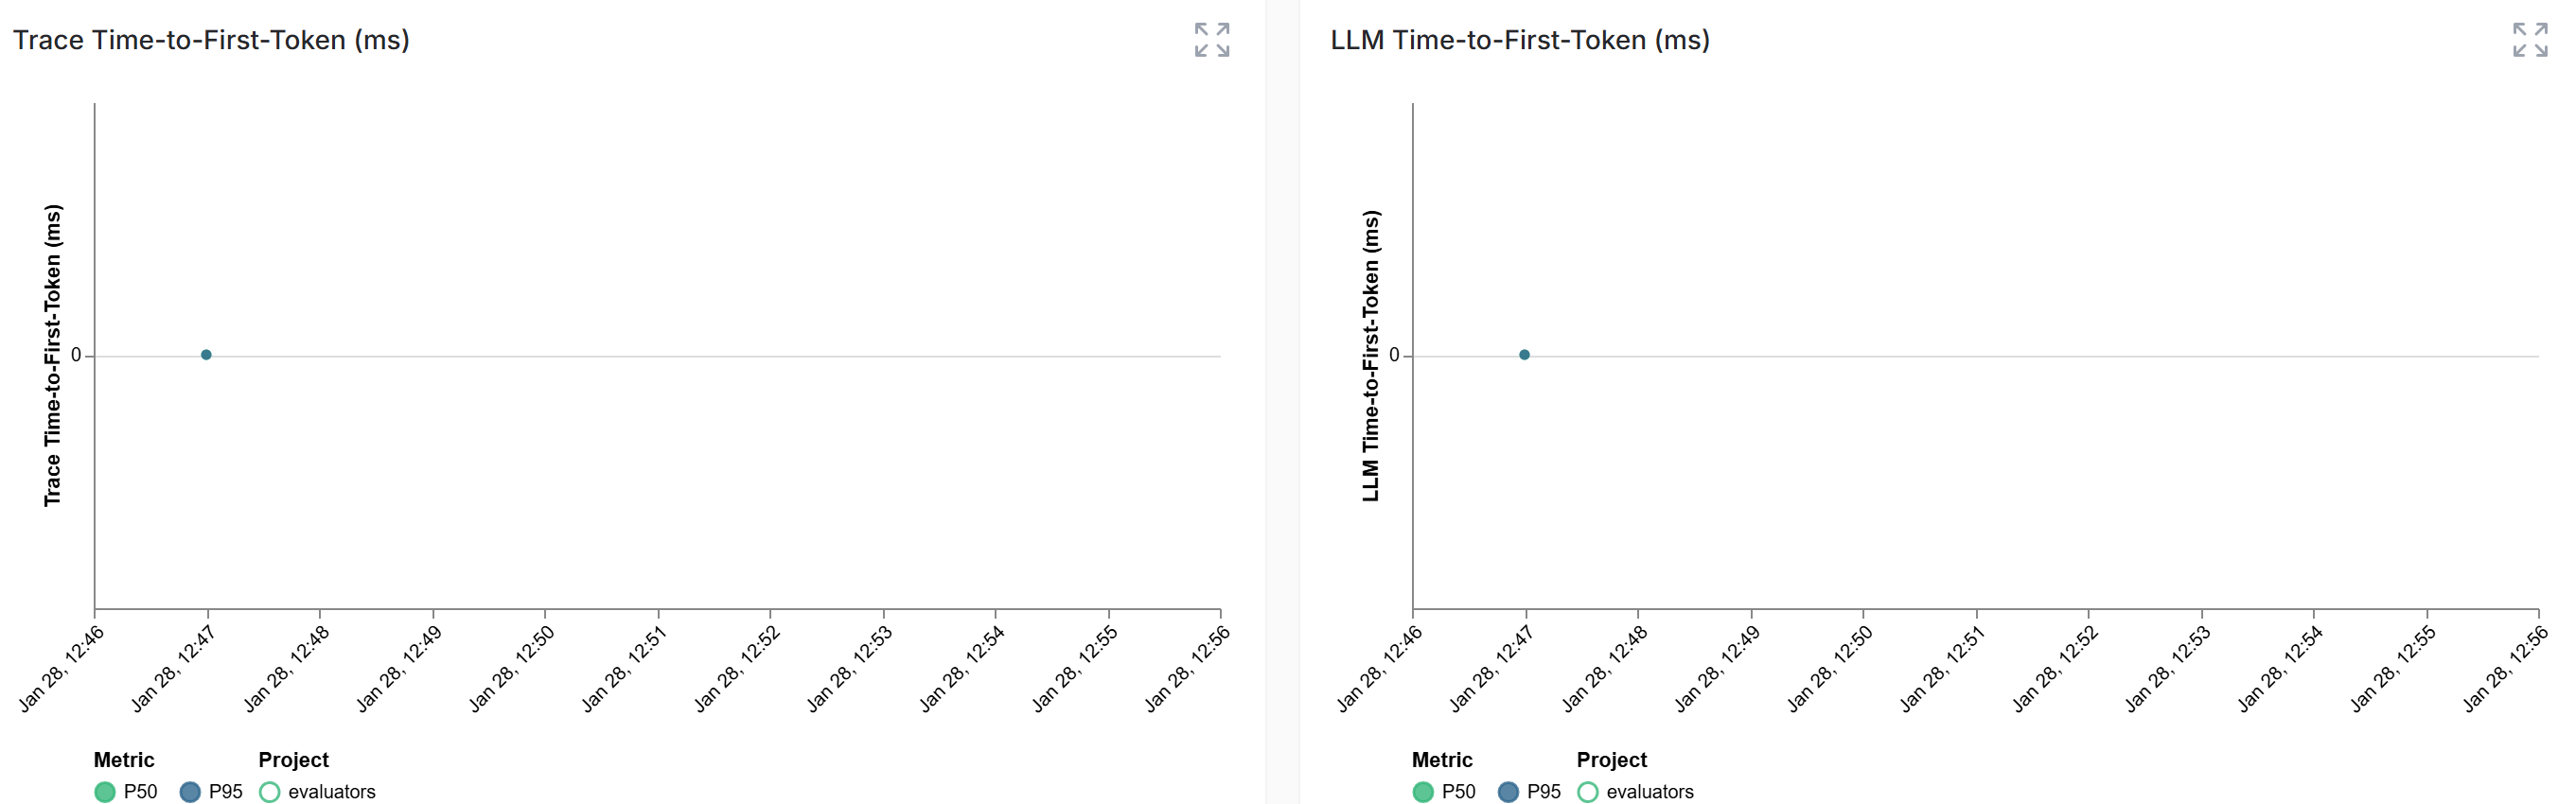 Trace Time-to-First-Token (ms)
Trace Time-to-First-Token (ms)
0
Jan 28, 12:46
Jan 28, 12:47
Jan 28, 12:48
Jan 28, 12:49
Jan 28, 12:50
Jan 28, 12:51
Jan 28, 12:52
Jan 28, 12:53
Jan 28, 12:54
Jan 28, 12:55
Jan 28, 12:56
Metric Project
P50 P95 evaluators
LLM Time-to-First-Token (ms)
LLM Time-to-First-Token (ms)
0
Jan 28, 12:46
Jan 28, 12:47
Jan 28, 12:48
Jan 28, 12:49
Jan 28, 12:50
Jan 28, 12:51
Jan 28, 12:52
Jan 28, 12:53
Jan 28, 12:54
Jan 28, 12:55
Jan 28, 12:56
Metric Project
P50 P95 evaluators